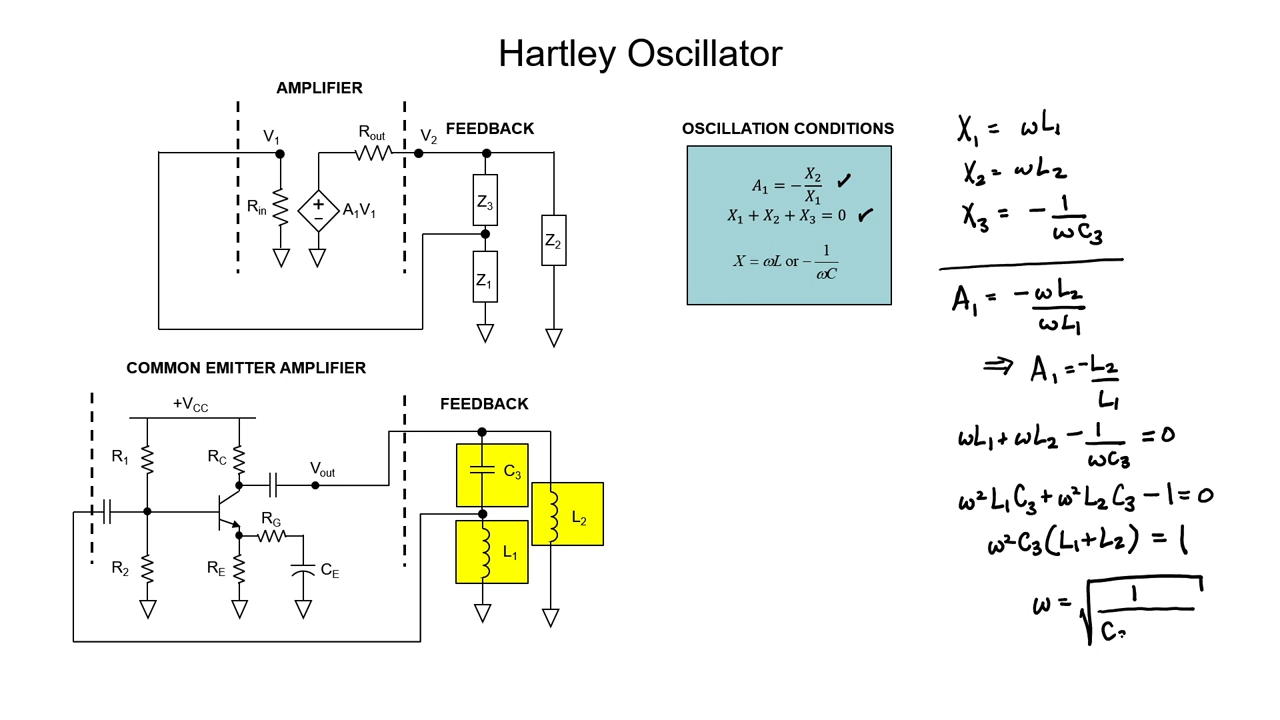 Hartley Oscillator
AMPLIFIER
V1
Rout
V2
FEEDBACK
Rin
+
−
A1V1
Z3
Z2
Z1
COMMON EMITTER AMPLIFIER
+VCC
FEEDBACK
R1
RC
Vout
C3
RG
L2
R2
RE
CE
L1
OSCILLATION CONDITIONS
A1 = −X2/X1 ✓
X1 + X2 + X3 = 0 ✓
X = ωL or −1/ωC
X1 = ωL1
X2 = ωL2
X3 = −1/ωC3
A1 = −ωL2/ωL1
⇒ A1 = −L2/L1
ωL1 + ωL2 − 1/ωC3 = 0
ω²L1C3 + ω²L2C3 − 1 = 0
ω²C3(L1+L2) = 1
ω = √1/C